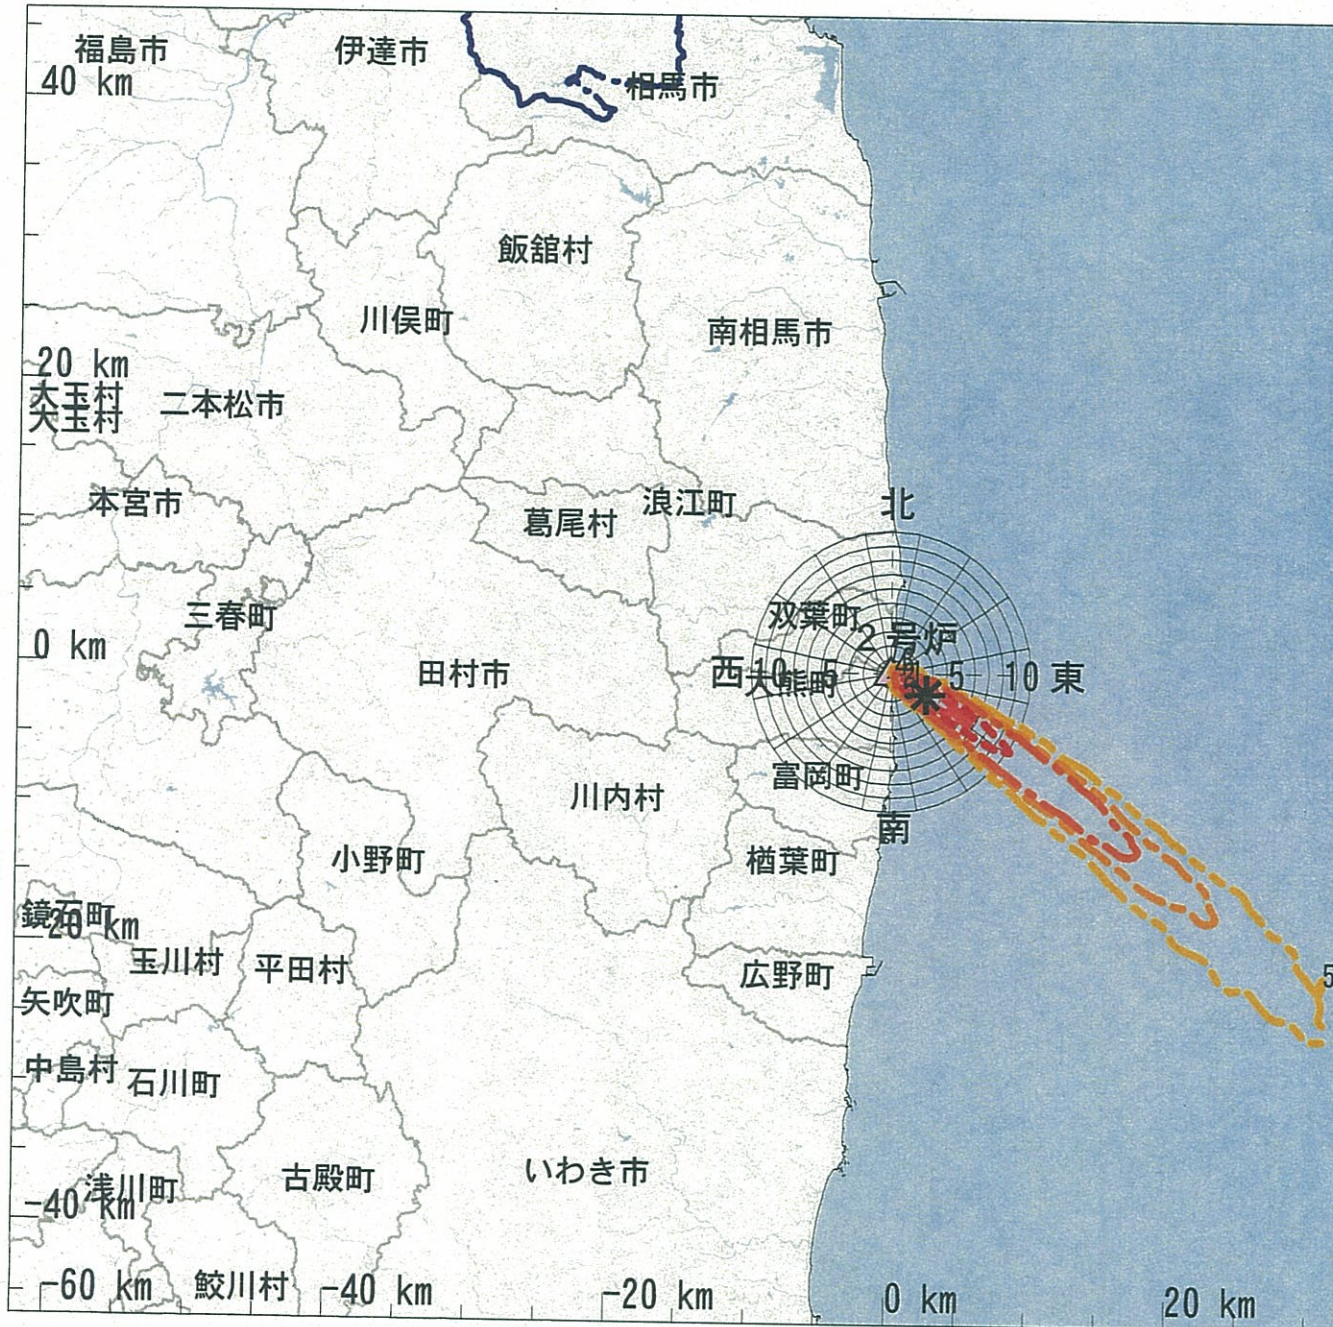 福島市
伊達市
相馬市
40 km
飯舘村
川俣町
南相馬市
20 km
大玉村
大玉村
二本松市
本宮市
葛尾村
浪江町
北
三春町
双葉町
2号炉
0 km
田村市
西
10
5
大熊町
5
10
東
富岡町
川内村
南
小野町
楢葉町
鏡石町
-20 km
玉川村
平田村
広野町
5
矢吹町
中島村
石川町
浅川町
古殿町
いわき市
-40 km
-60 km
鮫川村
-40 km
-20 km
0 km
20 km